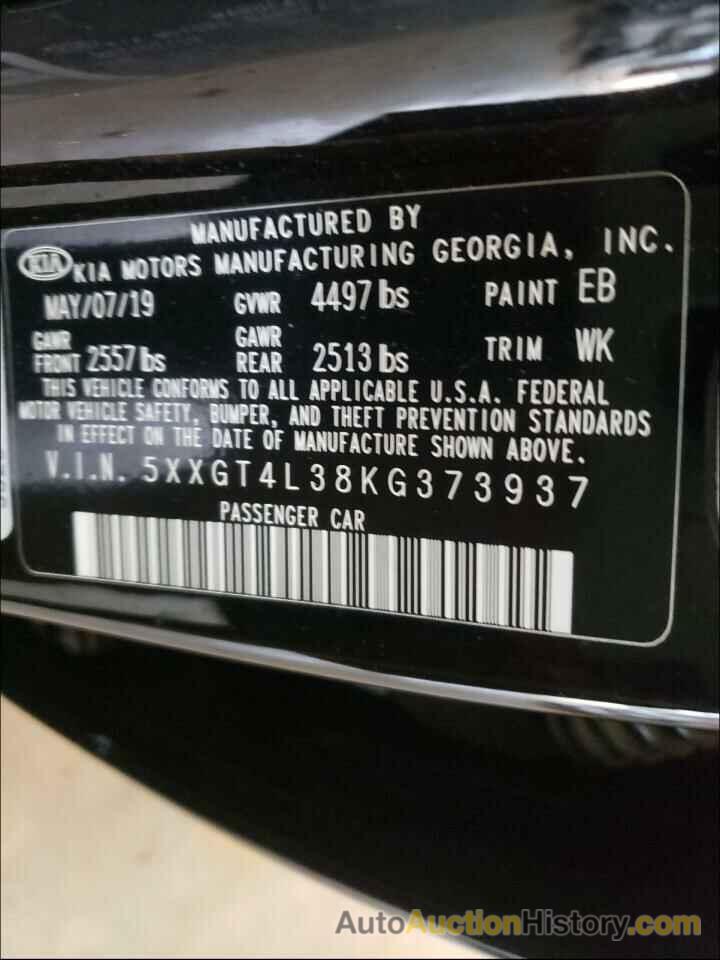 MANUFACTURED BY
KIA KIA MOTORS MANUFACTURING GEORGIA, INC.
MAY/07/19 GVWR 4497 lbs PAINT EB
GAWR FRONT 2557 lbs GAWR REAR 2513 lbs TRIM WK
THIS VEHICLE CONFORMS TO ALL APPLICABLE U.S.A. FEDERAL
MOTOR VEHICLE SAFETY, BUMPER, AND THEFT PREVENTION STANDARDS
IN EFFECT ON THE DATE OF MANUFACTURE SHOWN ABOVE.
V.I.N. 5XXGT4L38KG373937
PASSENGER CAR
AutoAuctionHistory.com